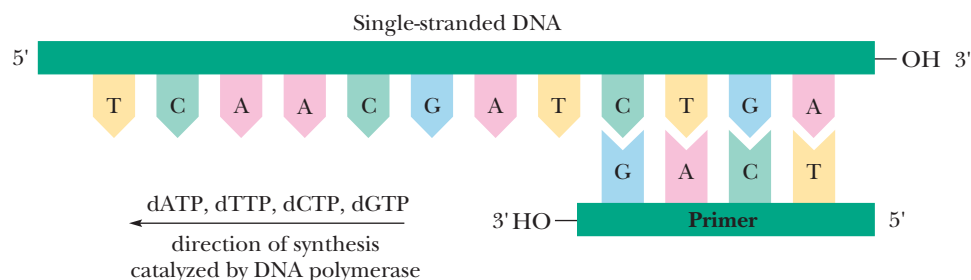 Single-stranded DNA
5' OH 3'
T C A A C G A T C T G A
G A C T
dATP, dTTP, dCTP, dGTP
3'HO Primer 5'
direction of synthesis
catalyzed by DNA polymerase